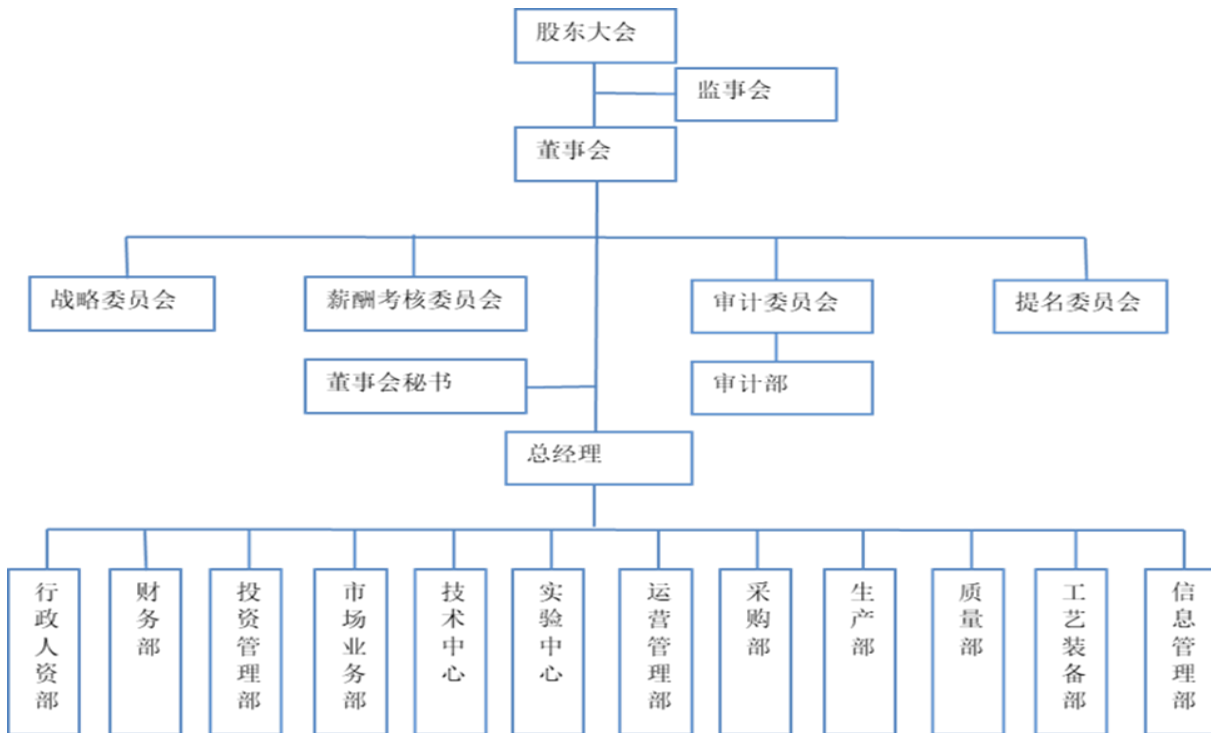 股东大会
监事会
董事会
战略委员会
薪酬考核委员会
审计委员会
提名委员会
董事会秘书
审计部
总经理
行政人资部
财务部
投资管理部
市场业务部
技术中心
实验中心
运营管理部
采购部
生产部
质量部
工艺装备部
信息管理部